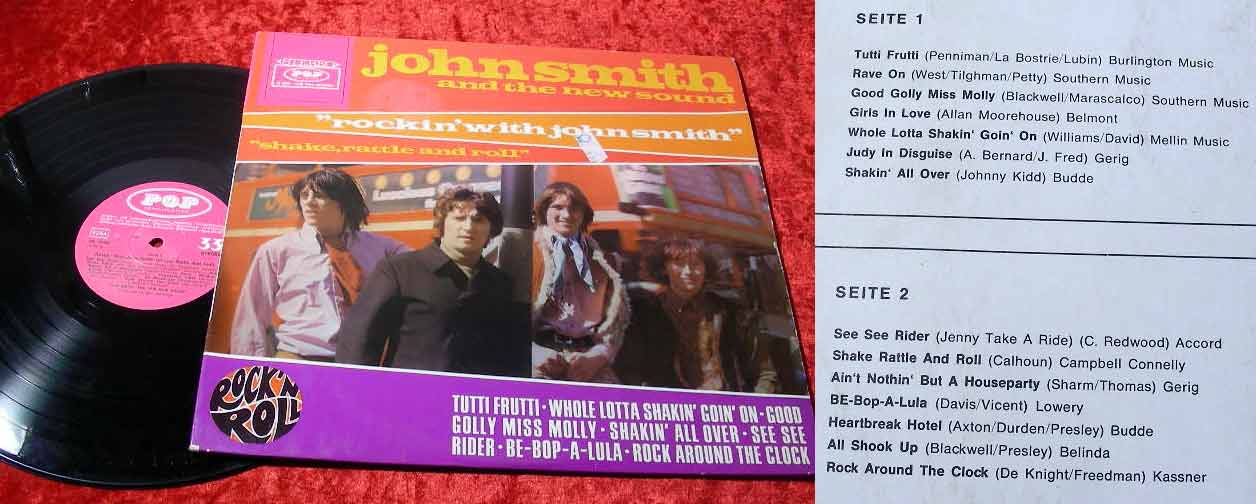 POP
33
STEREO
POP
john smith
and the new sound
"rockin' with john smith"
"shake, rattle and roll"
ROCK'N
ROLL
TUTTI FRUTTI · WHOLE LOTTA SHAKIN' GOIN' ON · GOOD
GOLLY MISS MOLLY · SHAKIN' ALL OVER · SEE SEE
RIDER · BE-BOP-A-LULA · ROCK AROUND THE CLOCK
SEITE 1
Tutti Frutti (Penniman/La Bostrie/Lubin) Burlington Music
Rave On (West/Tilghman/Petty) Southern Music
Good Golly Miss Molly (Blackwell/Marascalco) Southern Music
Girls In Love (Allan Moorehouse) Belmont
Whole Lotta Shakin' Goin' On (Williams/David) Mellin Music
Judy In Disguise (A. Bernard/J. Fred) Gerig
Shakin' All Over (Johnny Kidd) Budde
SEITE 2
See See Rider (Jenny Take A Ride) (C. Redwood) Accord
Shake Rattle And Roll (Calhoun) Campbell Connelly
Ain't Nothin' But A Houseparty (Sharm/Thomas) Gerig
BE-Bop-A-Lula (Davis/Vicent) Lowery
Heartbreak Hotel (Axton/Durden/Presley) Budde
All Shook Up (Blackwell/Presley) Belinda
Rock Around The Clock (De Knight/Freedman) Kassner